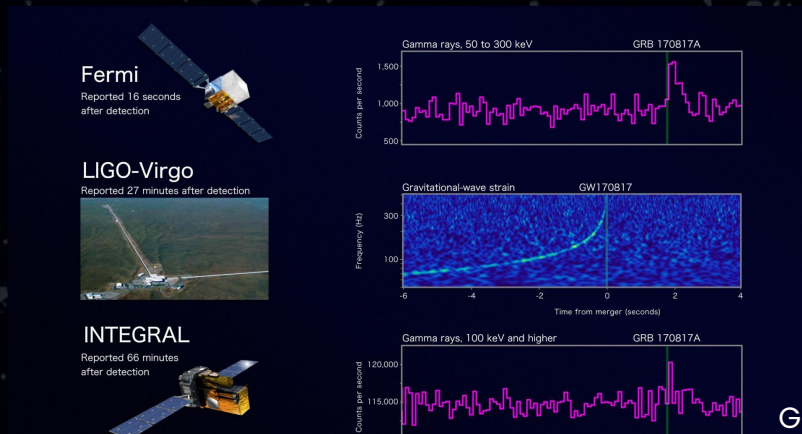 Fermi
Reported 16 seconds
after detection
Gamma rays, 50 to 300 keV
GRB 170817A
Counts per second
1,500
1,000
500
LIGO-Virgo
Reported 27 minutes after detection
Gravitational-wave strain
GW170817
Frequency (Hz)
300
100
-6
-4
-2
0
2
4
Time from merger (seconds)
INTEGRAL
Reported 66 minutes
after detection
Gamma rays, 100 keV and higher
GRB 170817A
Counts per second
120,000
115,000
G